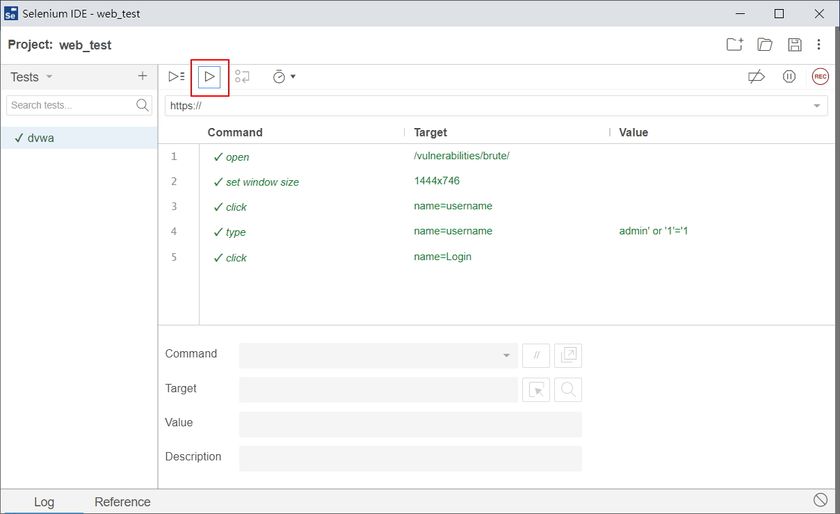 Selenium IDE - web_test
Project: web_test
Tests
REC
Search tests...
https://
Command Target Value
✓ dvwa
1 ✓ open /vulnerabilities/brute/
2 ✓ set window size 1444x746
3 ✓ click name=username
4 ✓ type name=username admin' or '1'='1
5 ✓ click name=Login
Command //
Target
Value
Description
Log Reference